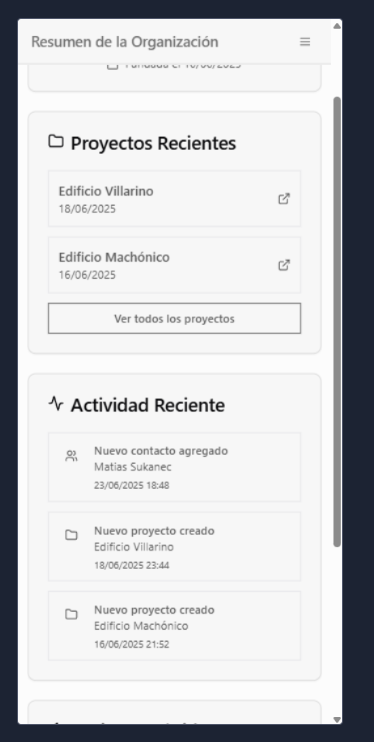 Resumen de la Organización
Proyectos Recientes
Edificio Villarino
18/06/2025
Edificio Machónico
16/06/2025
Ver todos los proyectos
Actividad Reciente
Nuevo contacto agregado
Matias Sukanec
23/06/2025 18:48
Nuevo proyecto creado
Edificio Villarino
18/06/2025 23:44
Nuevo proyecto creado
Edificio Machónico
16/06/2025 21:52